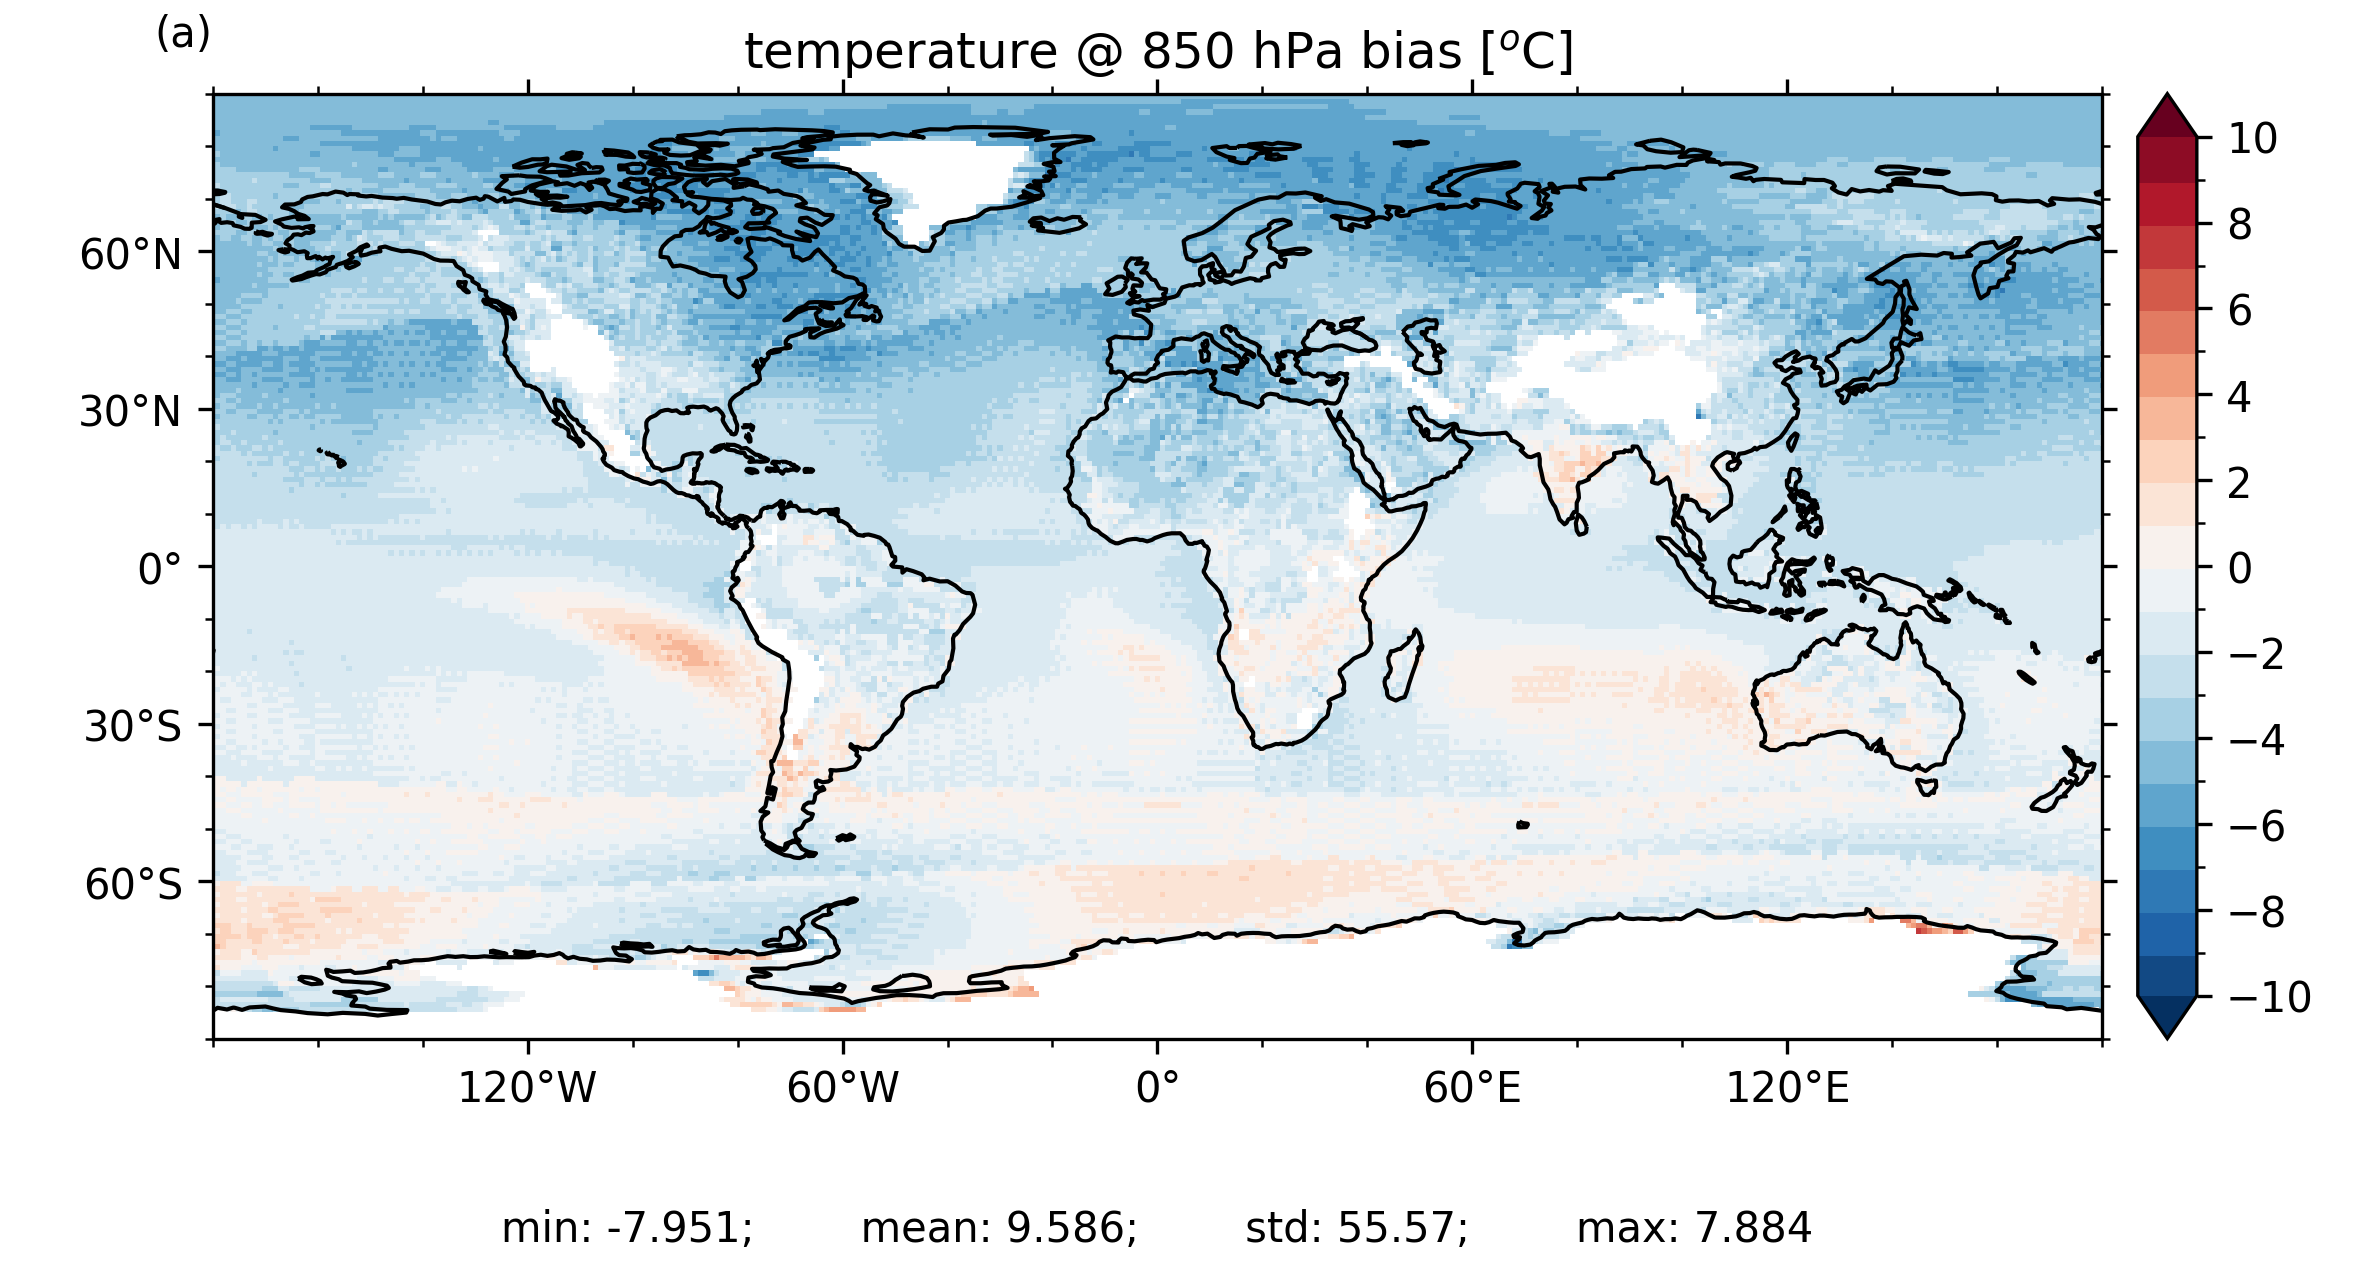 (a)
temperature @ 850 hPa bias [°C]
60°N
30°N
0°
30°S
60°S
120°W 60°W 0° 60°E 120°E
10
8
6
4
2
0
−2
−4
−6
−8
−10
min: -7.951; mean: 9.586; std: 55.57; max: 7.884